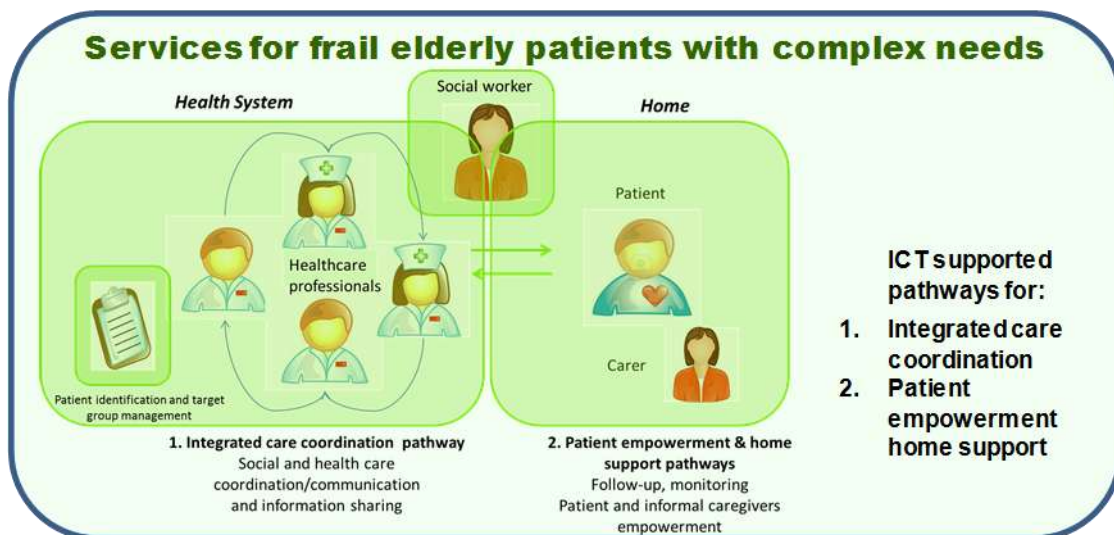 Services for frail elderly patients with complex needs
Health System
Social worker
Home
Healthcare
professionals
Patient
Carer
Patient identification and target
group management
1. Integrated care coordination pathway
Social and health care
coordination/communication
and information sharing
2. Patient empowerment & home
support pathways
Follow-up, monitoring
Patient and informal caregivers
empowerment
ICT supported
pathways for:
1. Integrated care
coordination
2. Patient
empowerment
home support